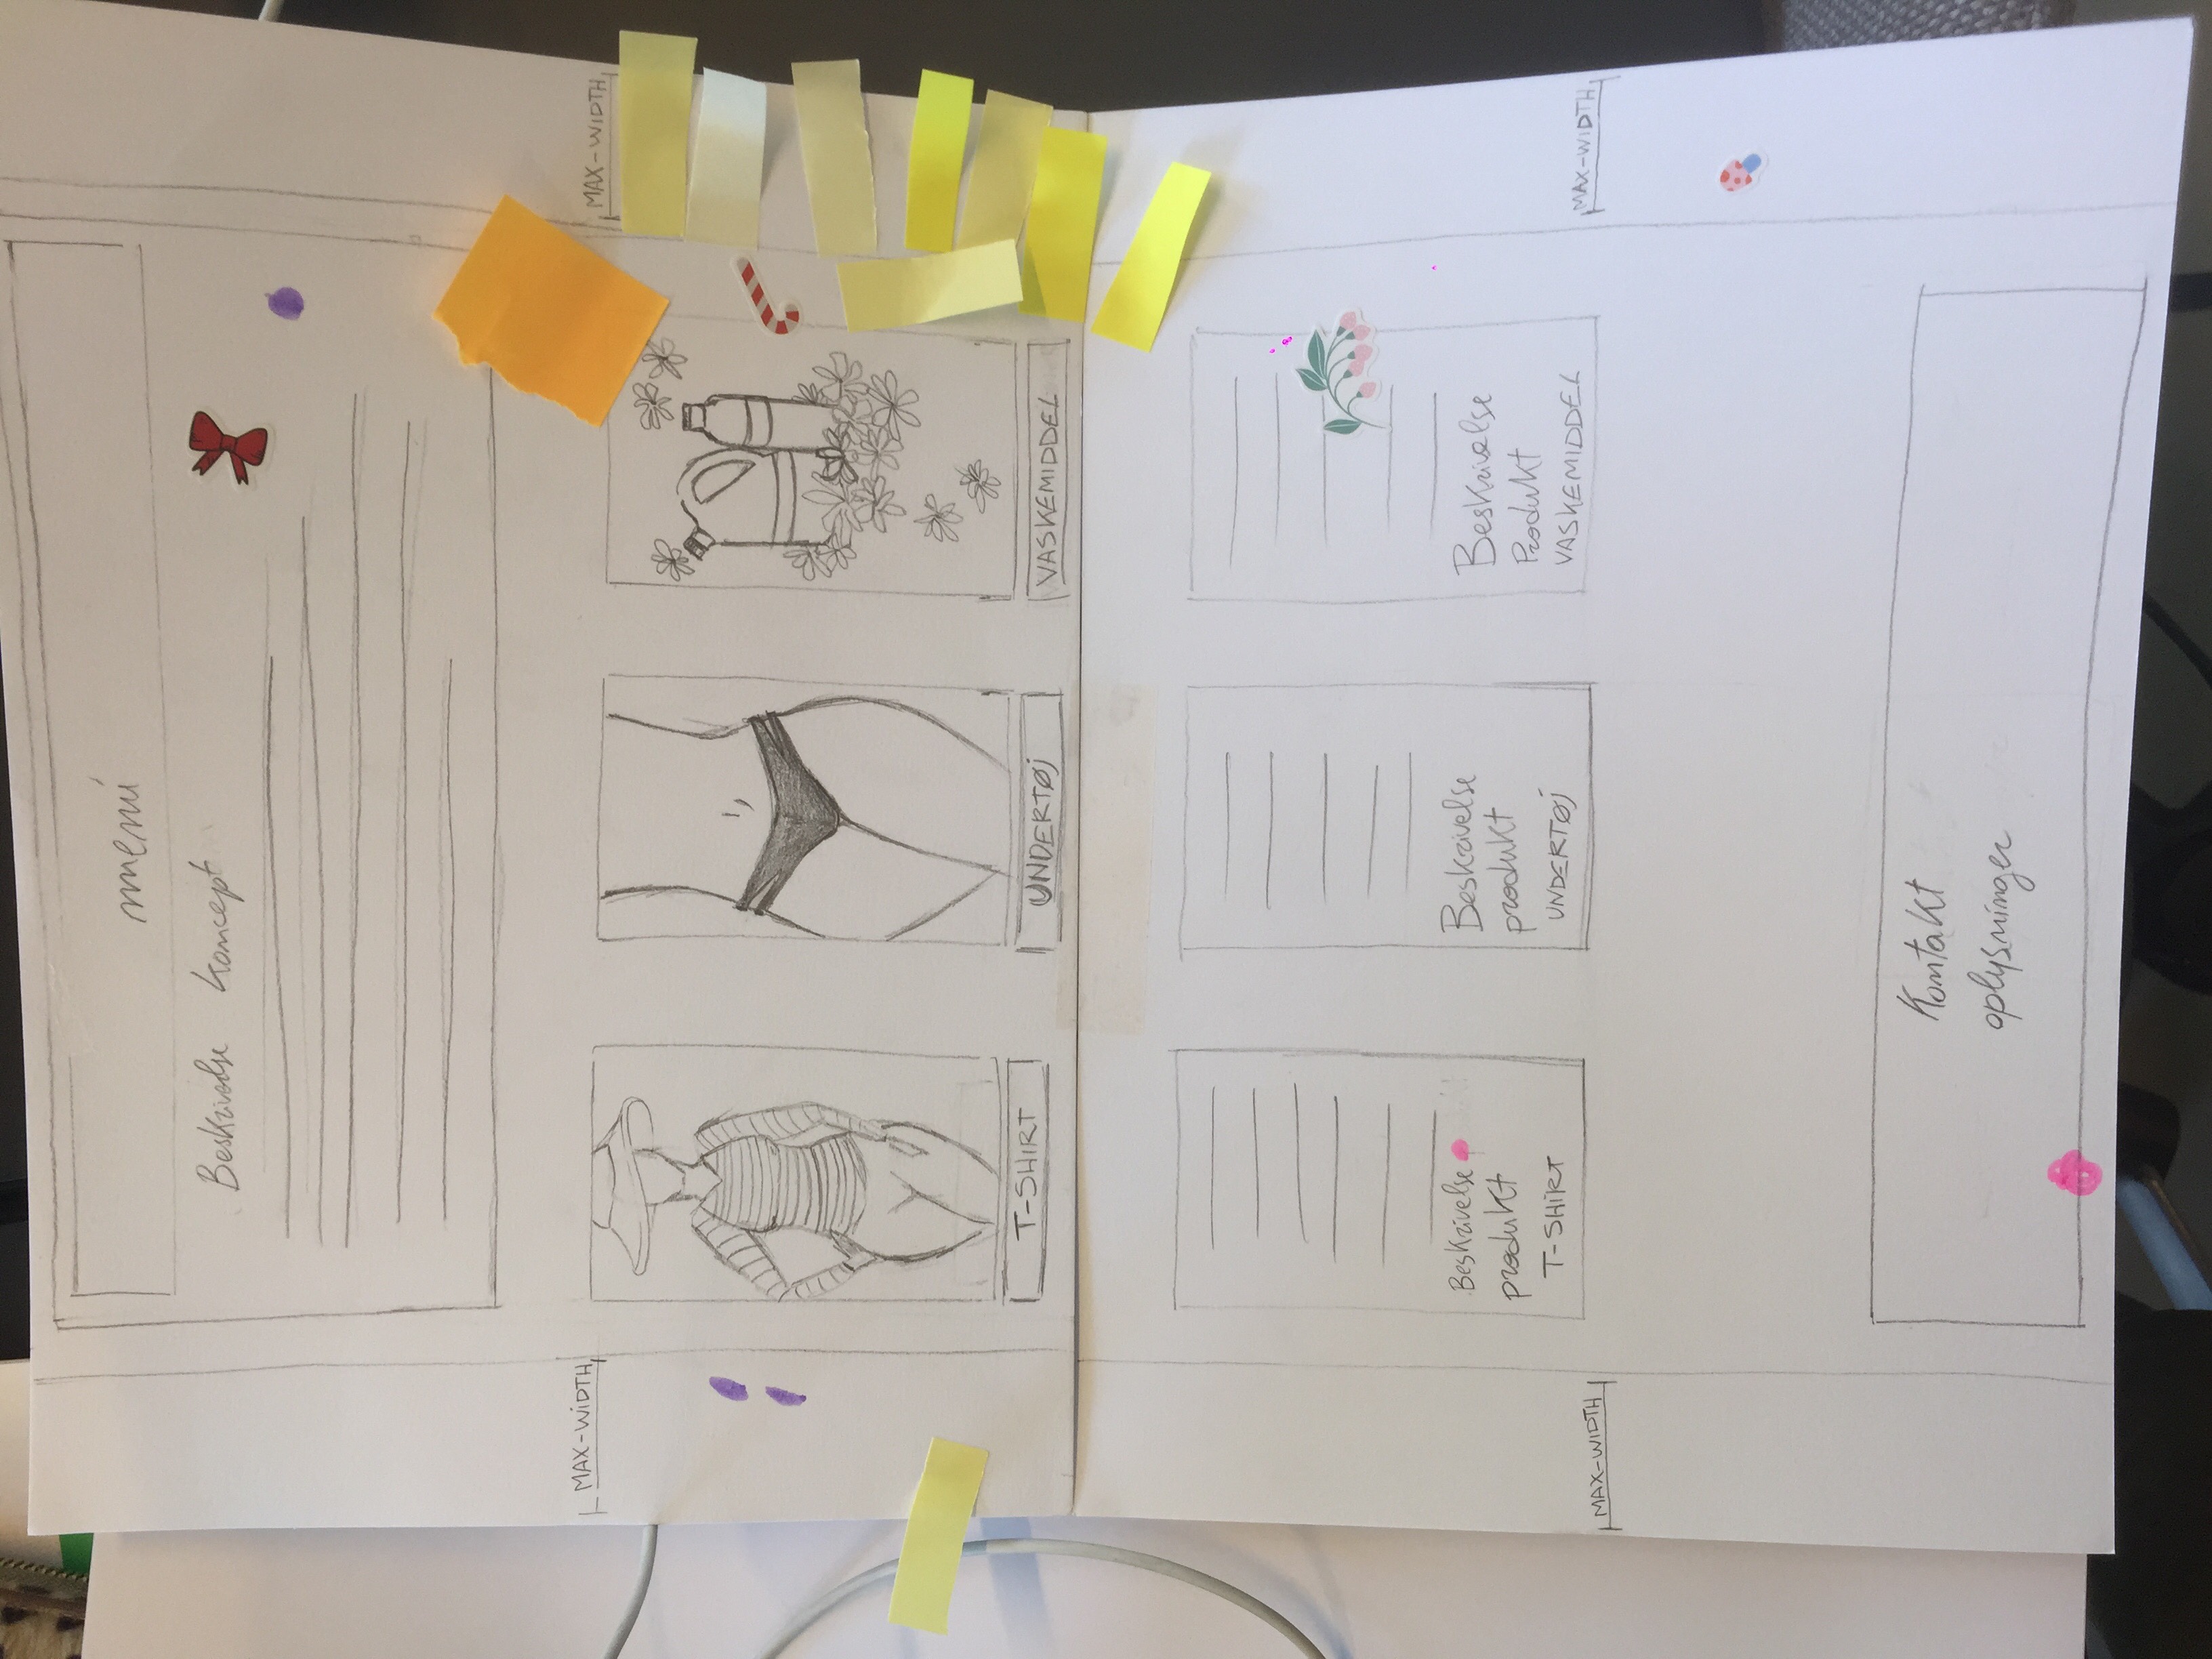 menú
Beskrivelse koncept
MAX-WIDTH
MAX-WIDTH
T-SHIRT
UNDERTØJ
VASKEMIDDEL
Beskrivelse
produkt
T-SHIRT
Beskrivelse
produkt
UNDERTØJ
Beskrivelse
Produkt
VASKEMIDDEL
MAX-WIDTH
MAX-WIDTH
Kontakt
oplysninger